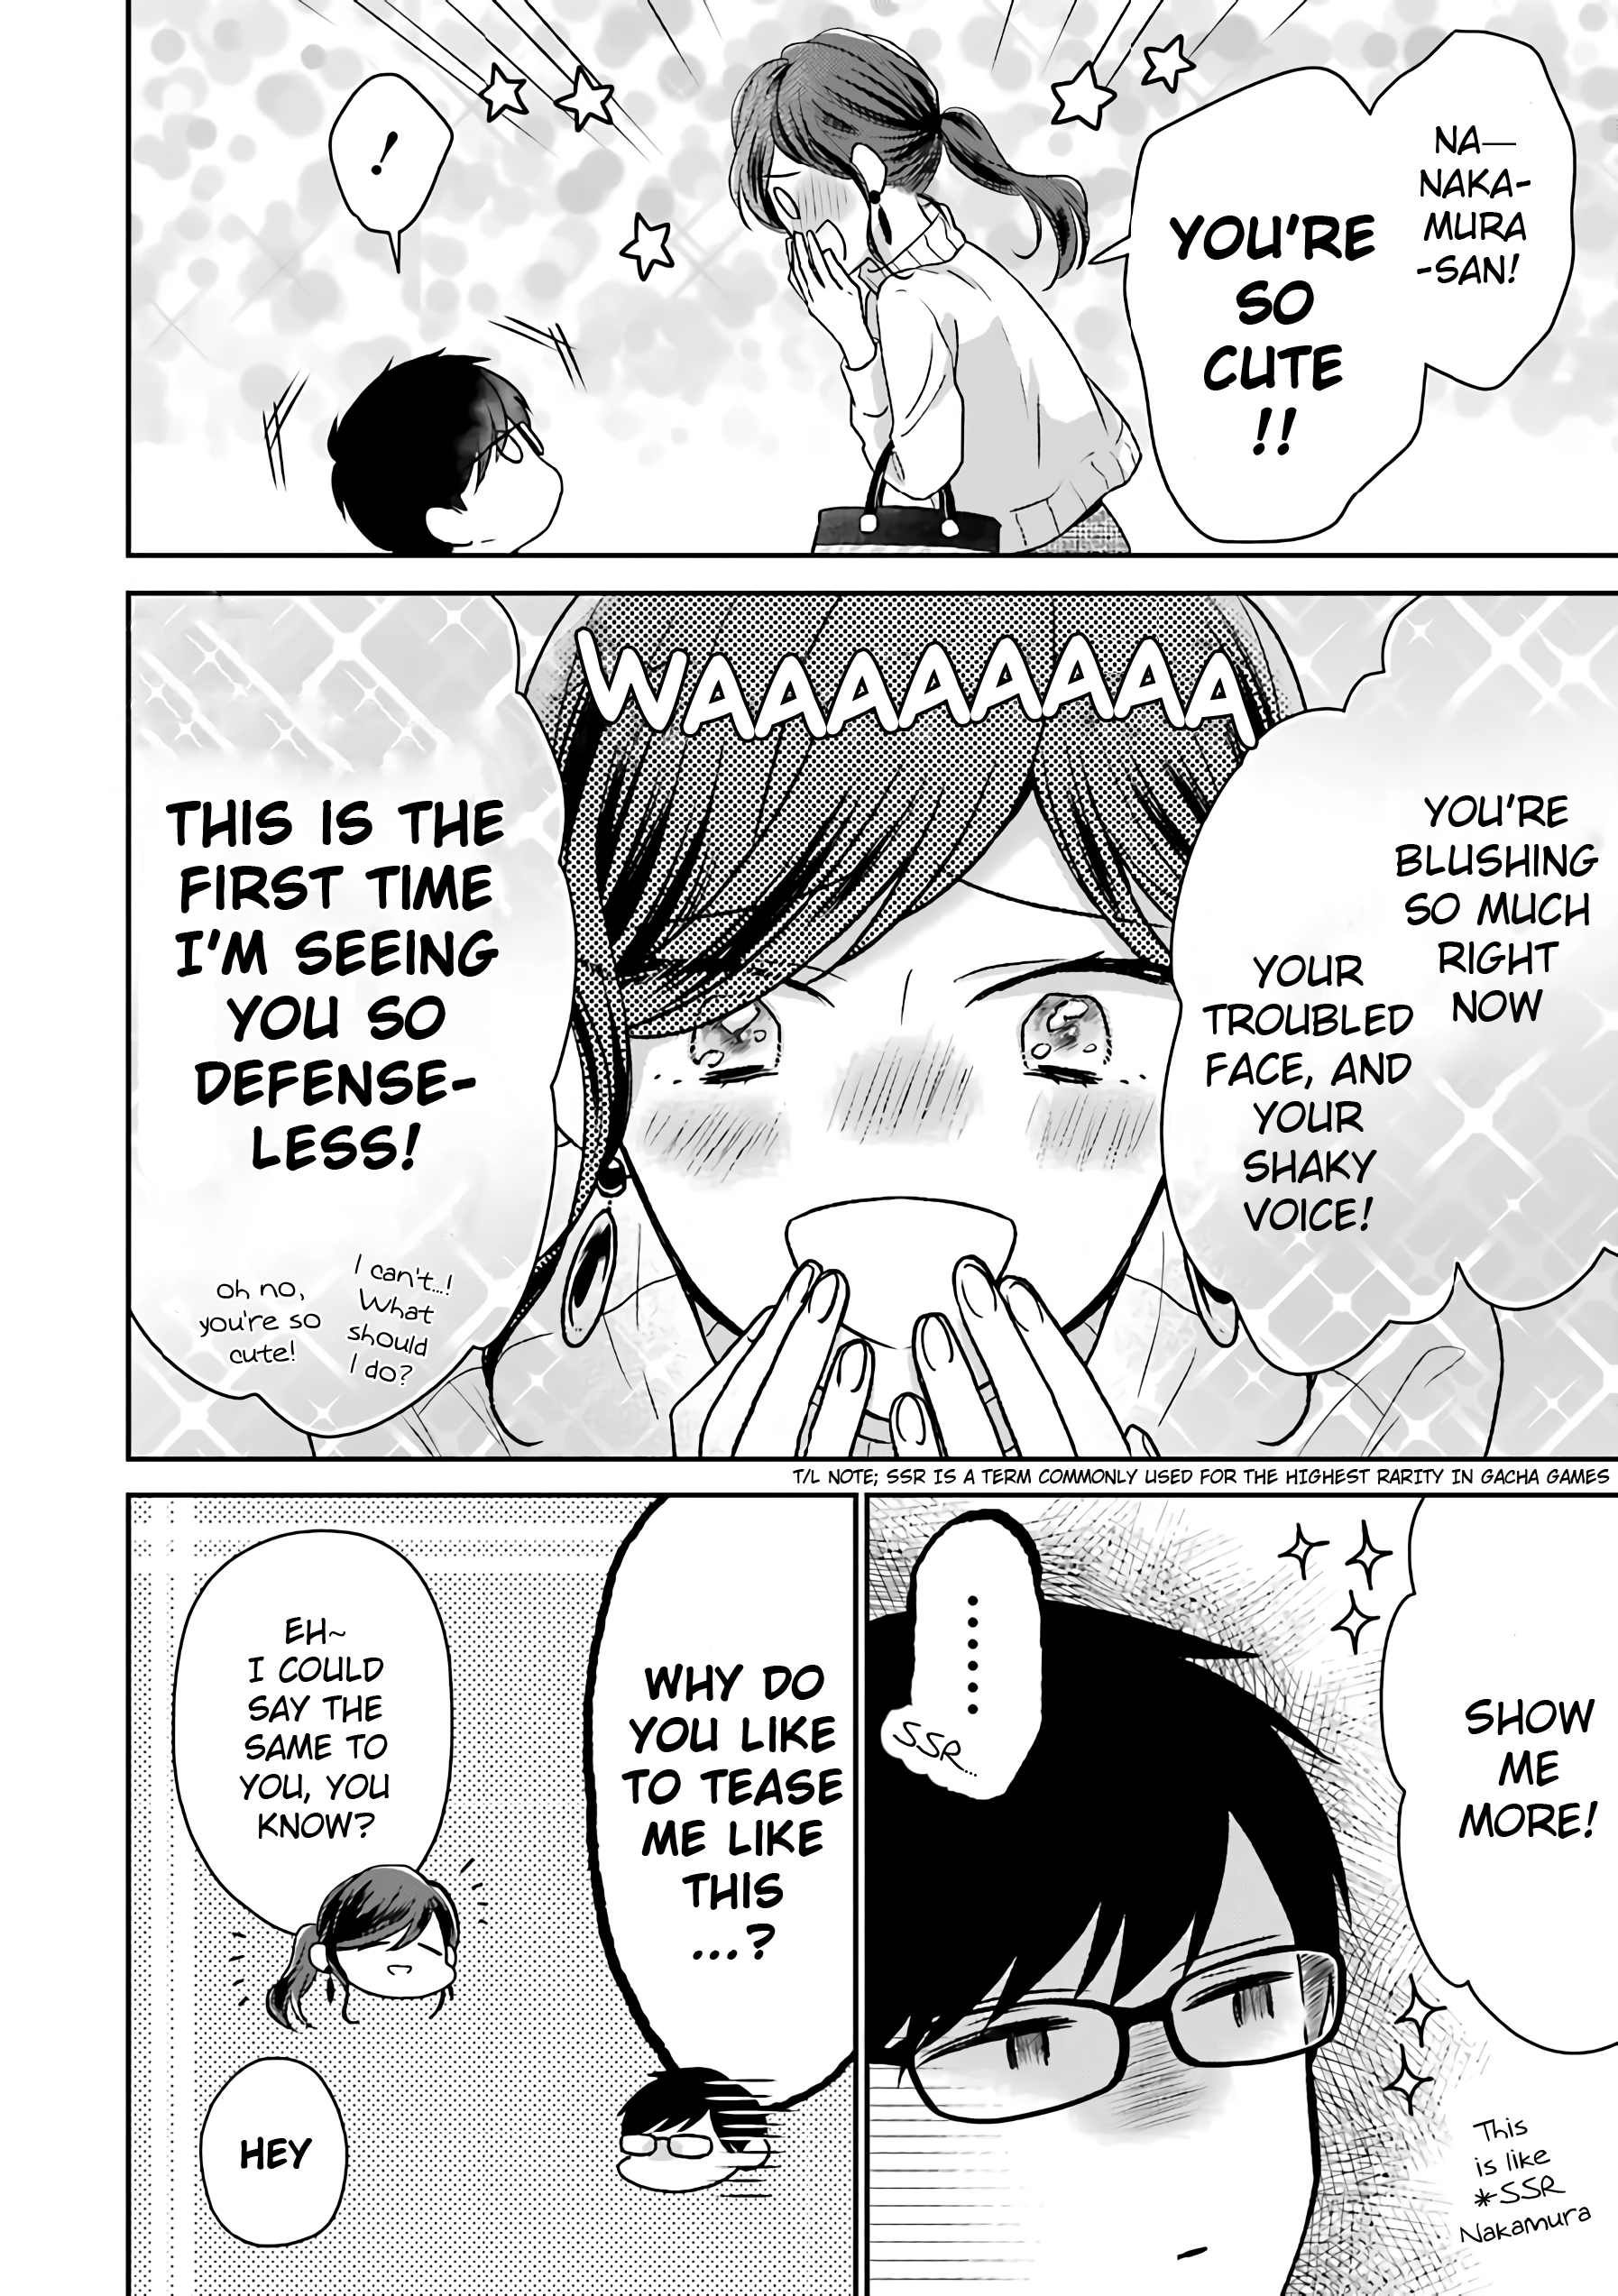 NA—
NAKA-
MURA
-SAN!
YOU'RE
SO
CUTE
!!
!
WAAAAAAAA
YOU'RE
BLUSHING
SO MUCH
RIGHT
NOW
YOUR
TROUBLED
FACE, AND
YOUR
SHAKY
VOICE!
THIS IS THE
FIRST TIME
I'M SEEING
YOU SO
DEFENSE-
LESS!
I can't...!
What
should
I do?
oh no,
you're so
cute!
T/L NOTE; SSR IS A TERM COMMONLY USED FOR THE HIGHEST RARITY IN GACHA GAMES
SHOW
ME
MORE!
This
is like
*SSR
Nakamura
.......
SSR...
WHY DO
YOU LIKE
TO TEASE
ME LIKE
THIS
...?
EH~
I COULD
SAY THE
SAME TO
YOU, YOU
KNOW?
HEY